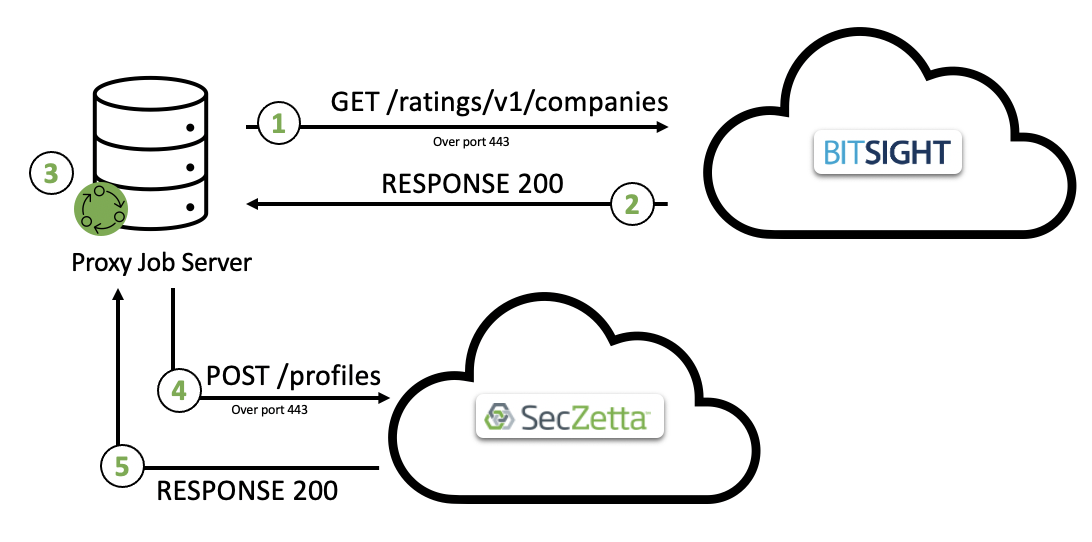 GET /ratings/v1/companies
1
Over port 443
BITSIGHT
3
RESPONSE 200
2
Proxy Job Server
POST /profiles
4
Over port 443
SecZetta™
5
RESPONSE 200